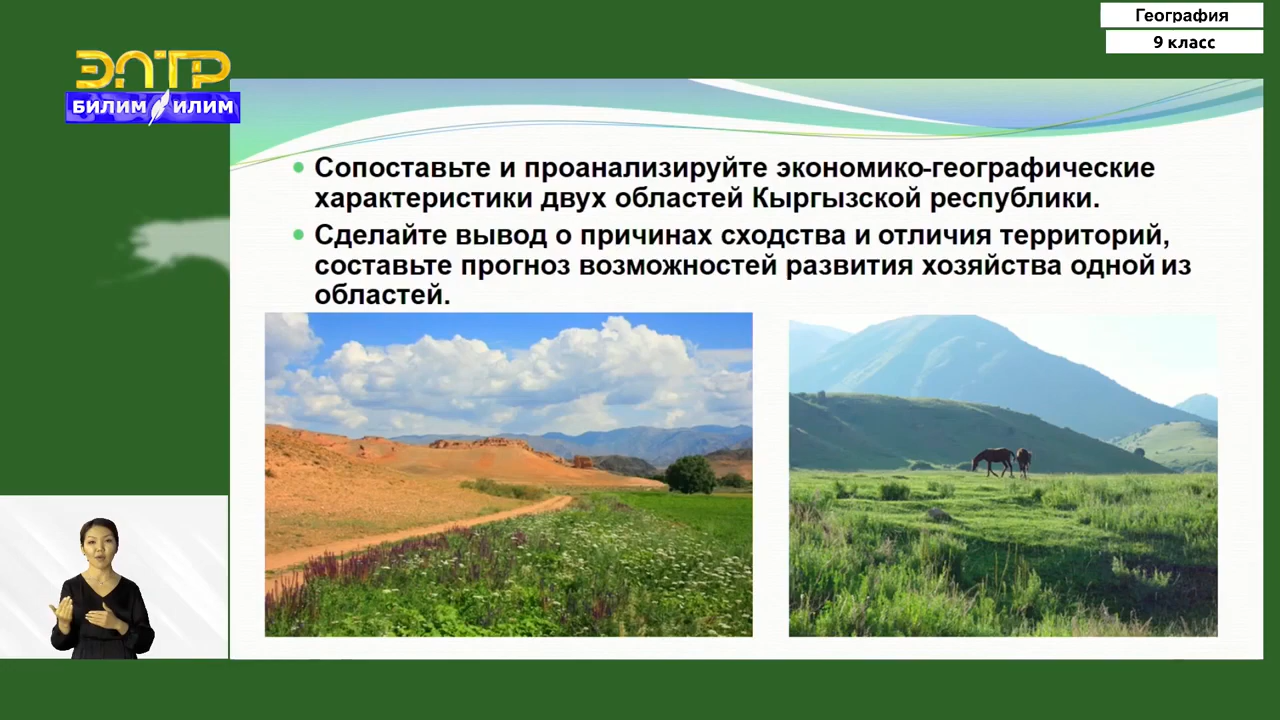 География
9 класс
ЭЛТР
БИЛИМ ИЛИМ
Сопоставьте и проанализируйте экономико-географические
характеристики двух областей Кыргызской республики.
Сделайте вывод о причинах сходства и отличия территорий,
составьте прогноз возможностей развития хозяйства одной из
областей.